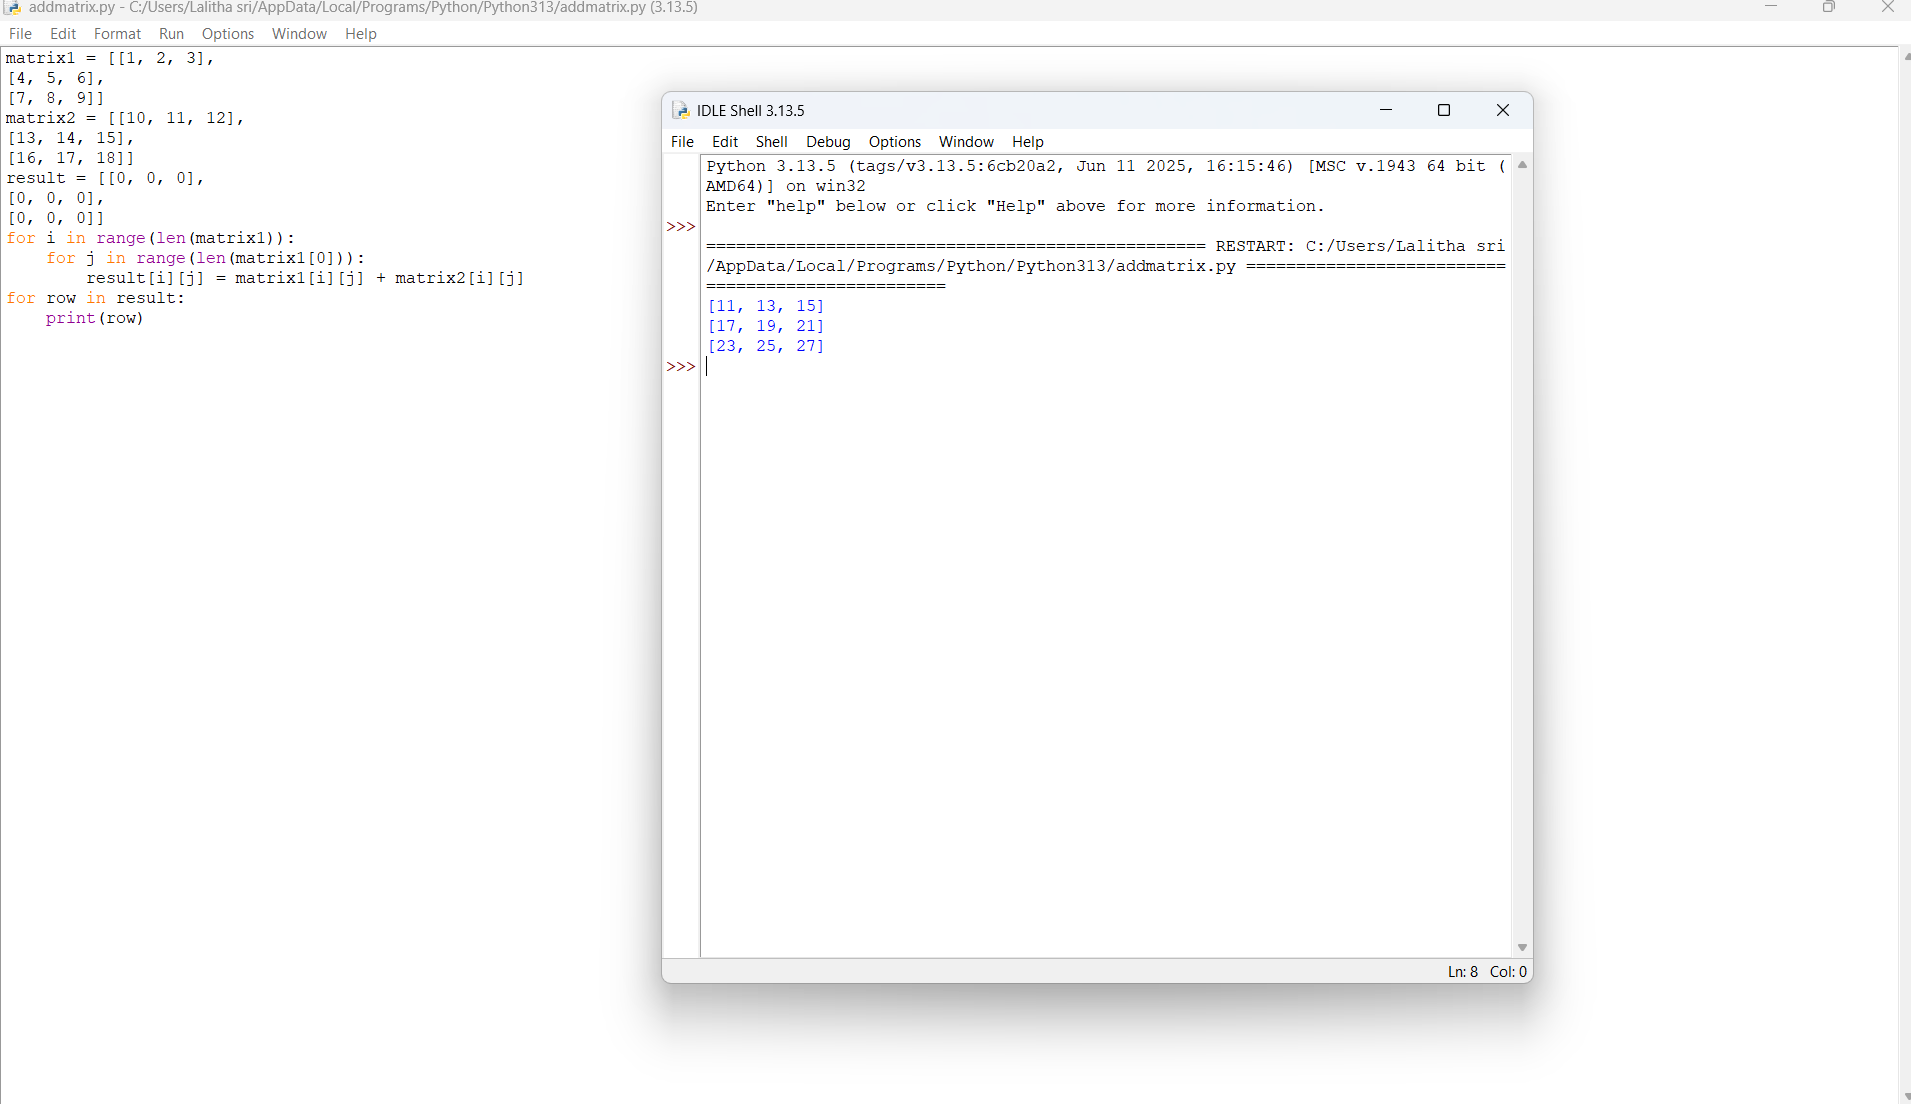 addmatrix.py - C:/Users/Lalitha sri/AppData/Local/Programs/Python/Python313/addmatrix.py (3.13.5)
File Edit Format Run Options Window Help
matrix1 = [[1, 2, 3],
[4, 5, 6],
[7, 8, 9]]
matrix2 = [[10, 11, 12],
[13, 14, 15],
[16, 17, 18]]
result = [[0, 0, 0],
[0, 0, 0],
[0, 0, 0]]
for i in range(len(matrix1)):
    for j in range(len(matrix1[0])):
        result[i][j] = matrix1[i][j] + matrix2[i][j]
for row in result:
    print(row)
IDLE Shell 3.13.5
File Edit Shell Debug Options Window Help
Python 3.13.5 (tags/v3.13.5:6cb20a2, Jun 11 2025, 16:15:46) [MSC v.1943 64 bit (
AMD64)] on win32
Enter "help" below or click "Help" above for more information.
>>>
================================================== RESTART: C:/Users/Lalitha sri
/AppData/Local/Programs/Python/Python313/addmatrix.py ==========================
========================
[11, 13, 15]
[17, 19, 21]
[23, 25, 27]
>>>
Ln: 8 Col: 0